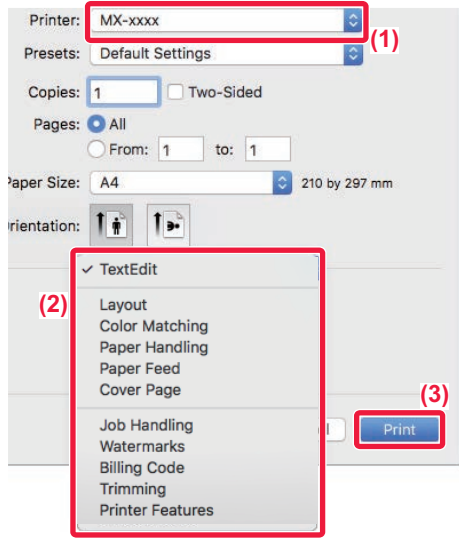 Printer: MX-xxxx
(1)
Presets: Default Settings
Copies: 1 Two-Sided
Pages: All
From: 1 to: 1
Paper Size: A4 210 by 297 mm
rientation:
✓ TextEdit
(2)
Layout
Color Matching
Paper Handling
Paper Feed
Cover Page
(3)
Job Handling
Print
Watermarks
Billing Code
Trimming
Printer Features